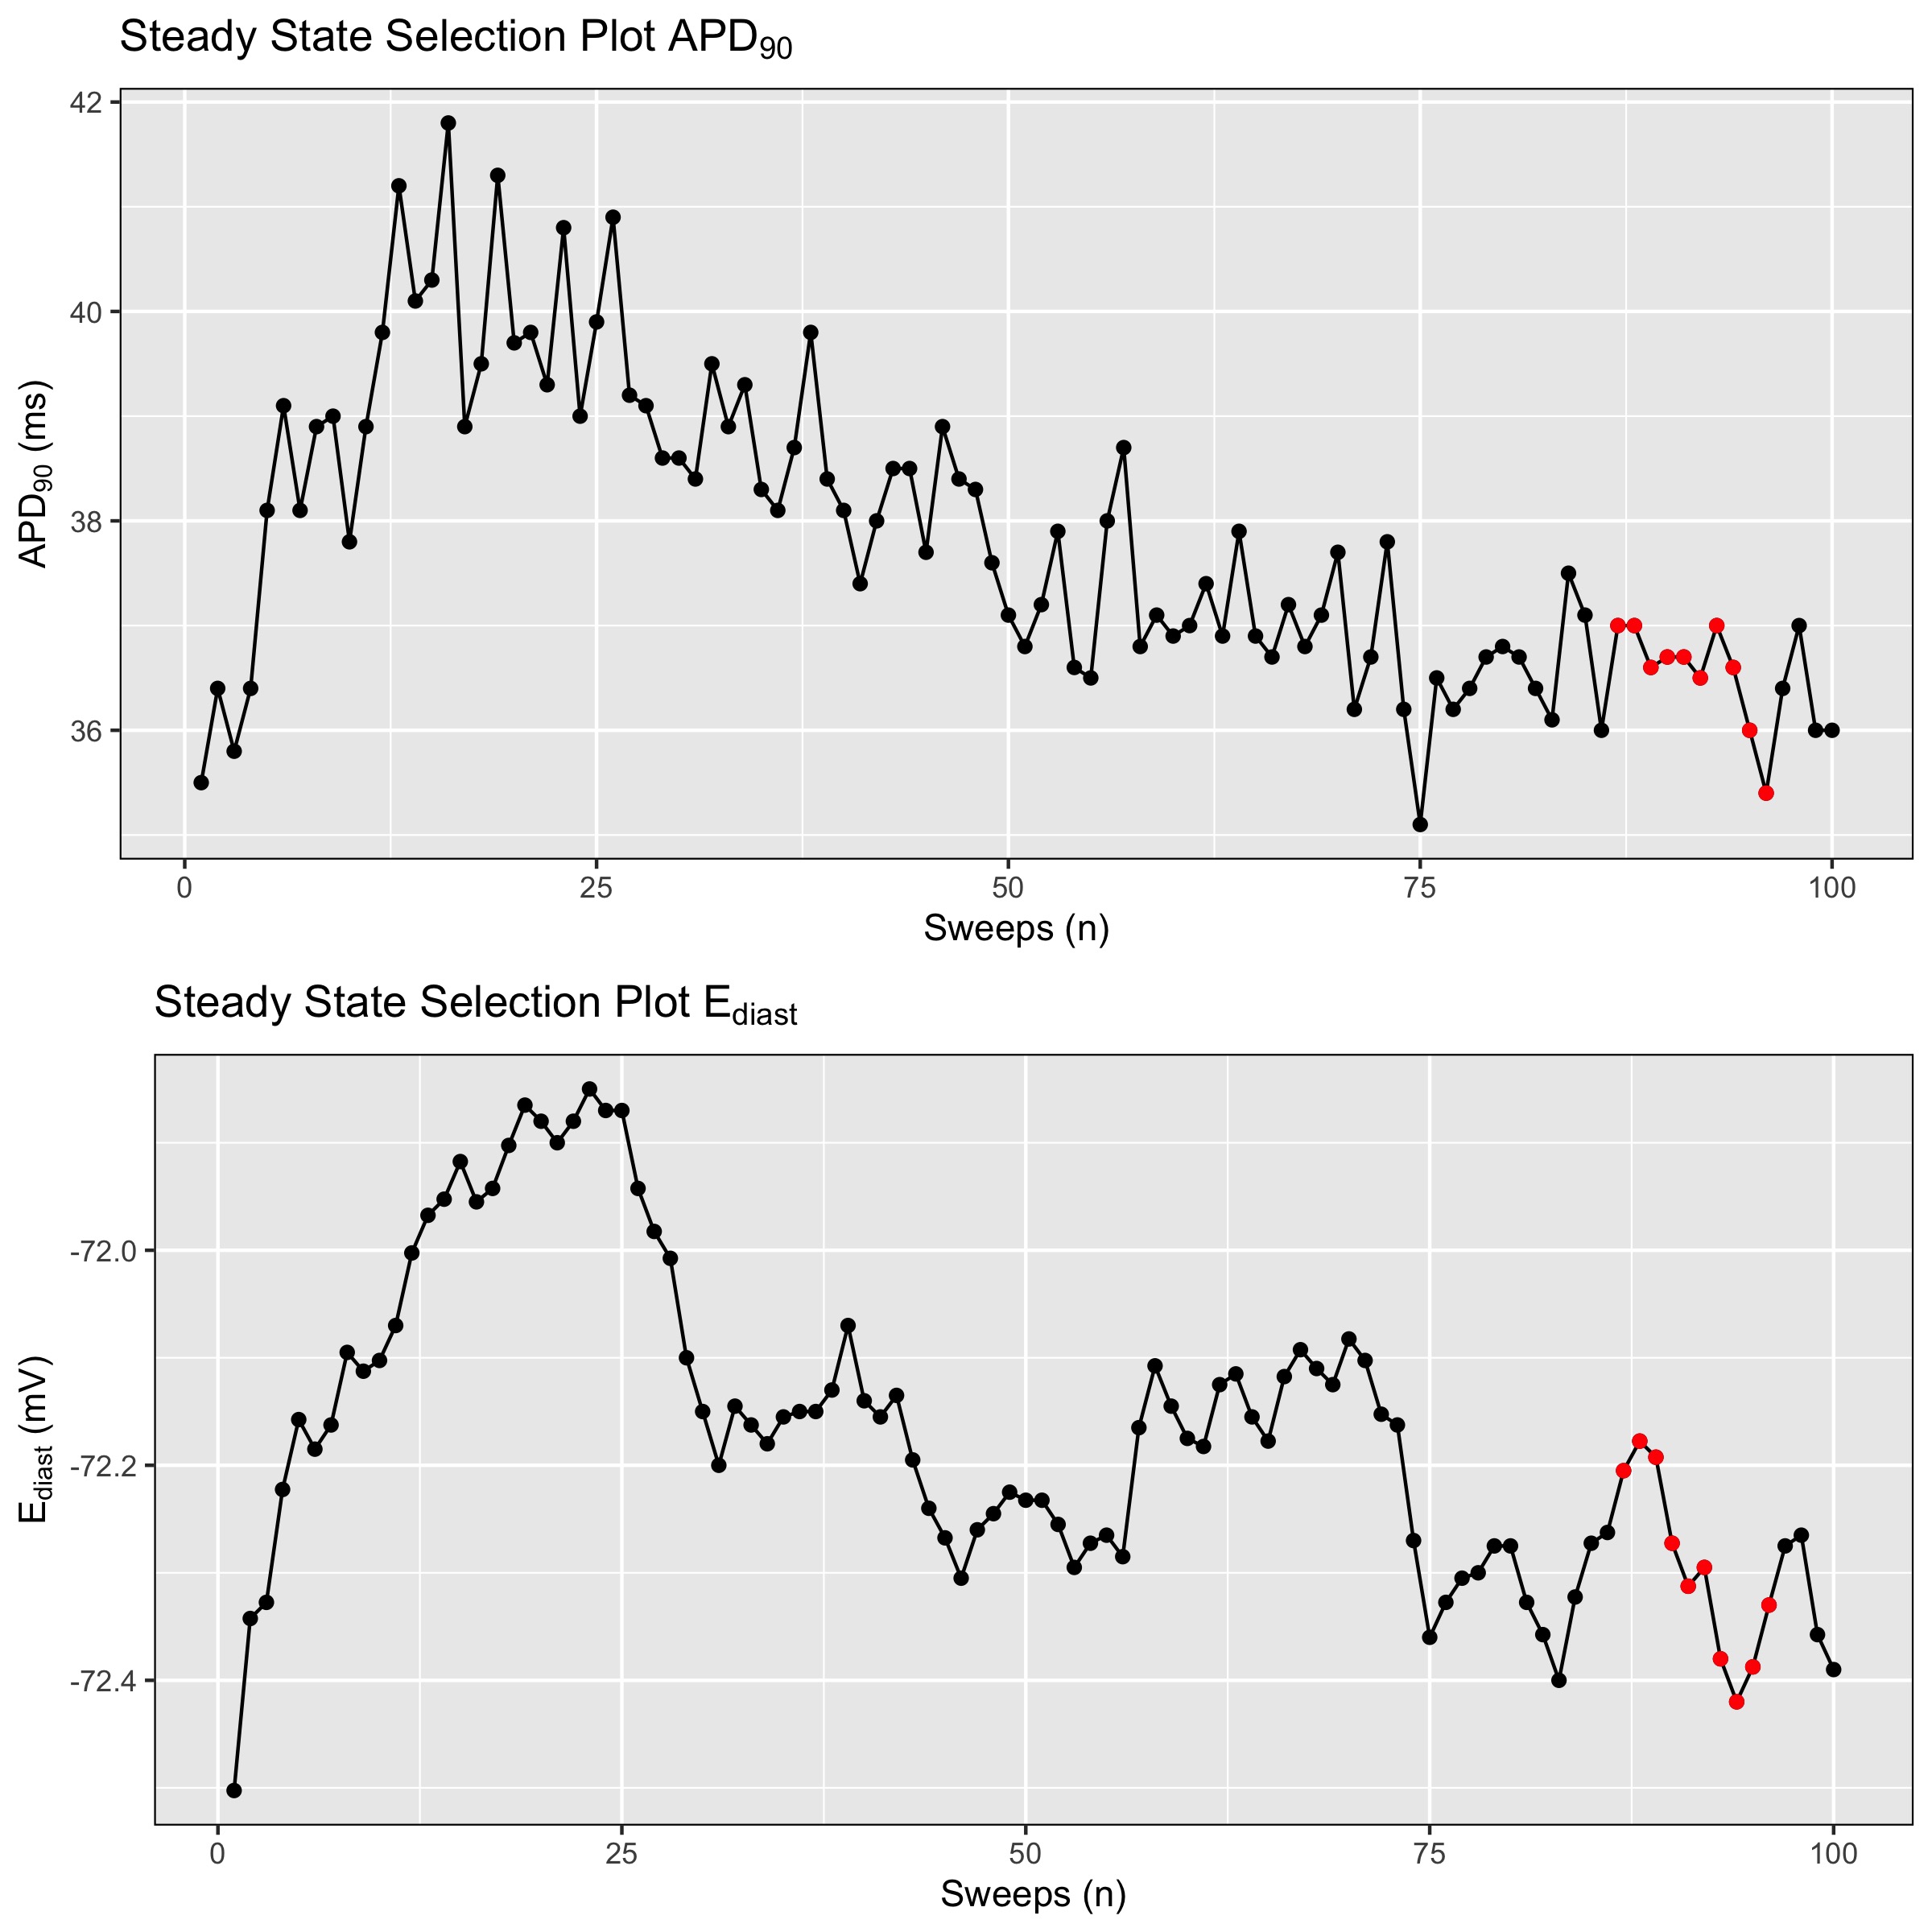 Steady State Selection Plot APD90
42
40
38
36
APD90 (ms)
0 25 50 75 100
Sweeps (n)
Steady State Selection Plot Ediast
-72.0
-72.2
-72.4
Ediast (mV)
0 25 50 75 100
Sweeps (n)